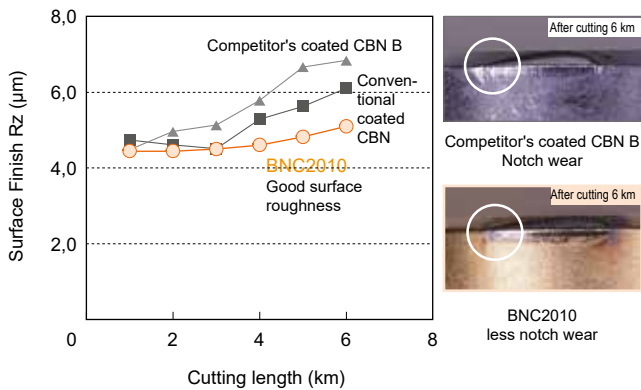 8,0
6,0
4,0
2,0
0
0
2
4
6
8
Surface Finish Rz (μm)
Cutting length (km)
Competitor's coated CBN B
Conven-
tional
coated
CBN
BNC2010
Good surface
roughness
After cutting 6 km
Competitor's coated CBN B
Notch wear
After cutting 6 km
BNC2010
less notch wear